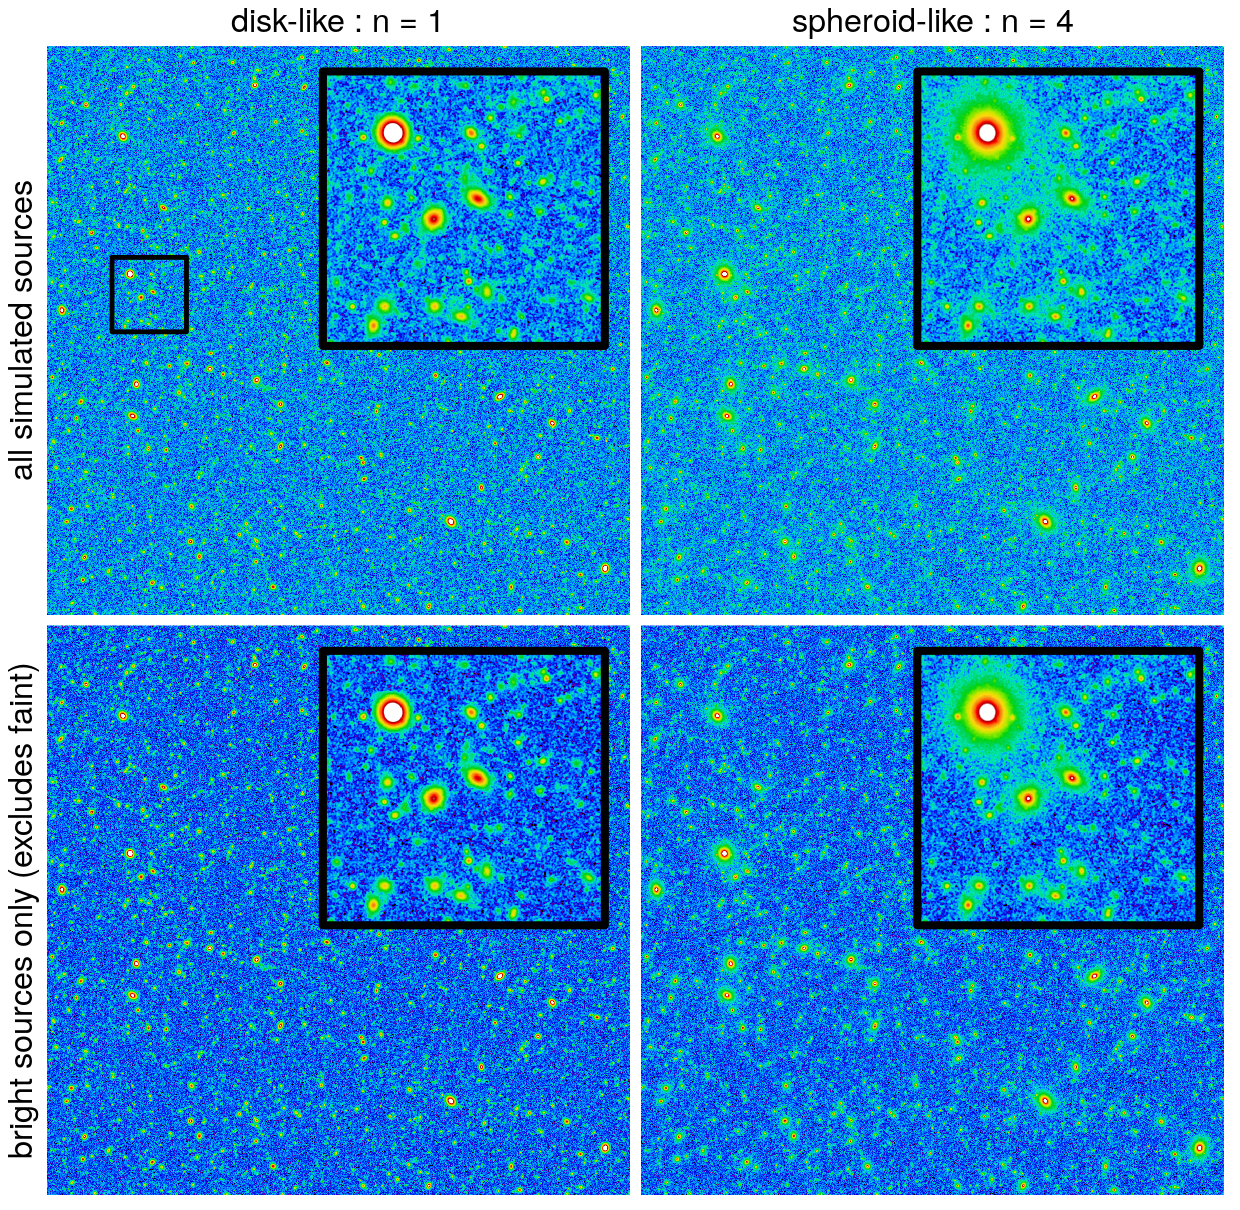 disk-like : n = 1
spheroid-like : n = 4
all simulated sources
bright sources only (excludes faint)